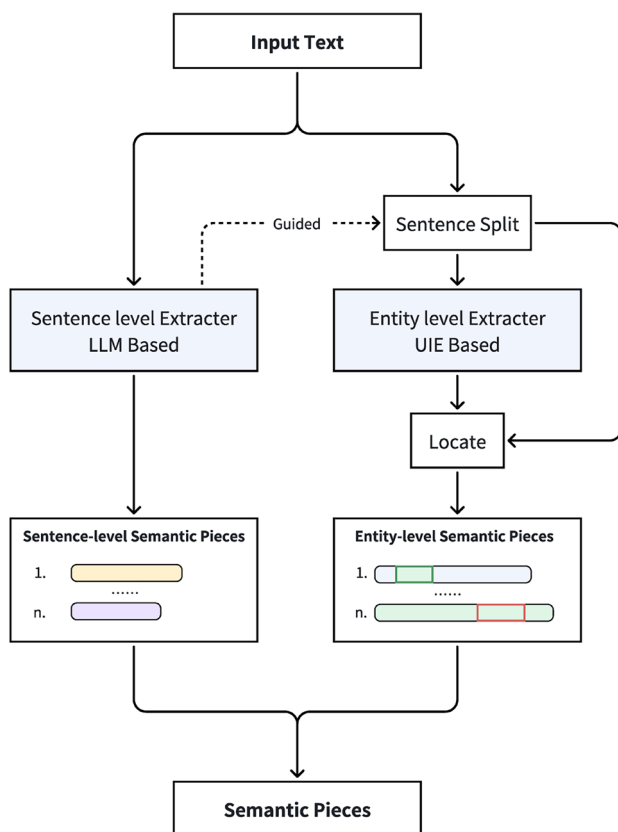 Input Text
Guided
Sentence Split
Sentence level Extracter
LLM Based
Entity level Extracter
UIE Based
Locate
Sentence-level Semantic Pieces
1.
......
n.
Entity-level Semantic Pieces
1.
......
n.
Semantic Pieces